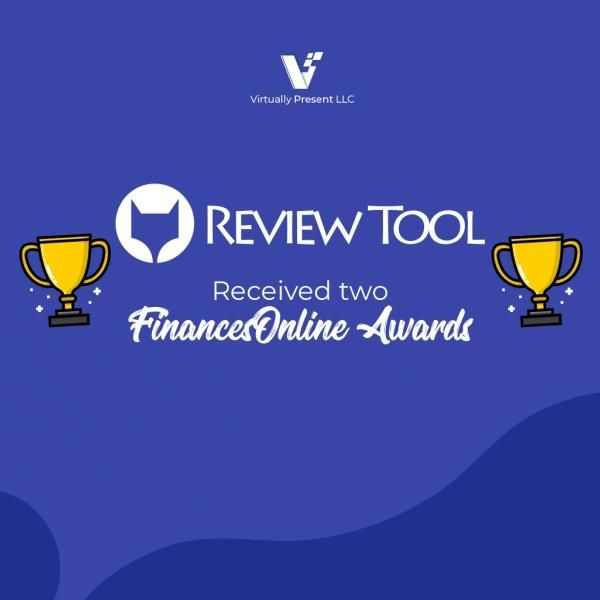 Virtually Present LLC
REVIEW TOOL
Received two
FinancesOnline Awards